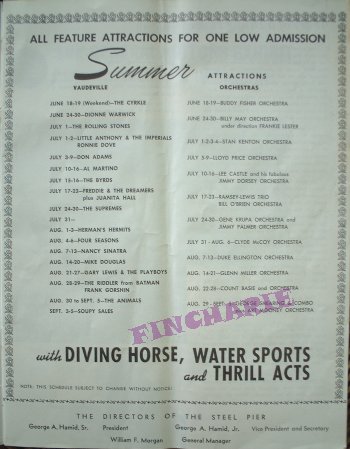 ALL FEATURE ATTRACTIONS FOR ONE LOW ADMISSION
Summer ATTRACTIONS
VAUDEVILLE
JUNE 18-19 (Weekend)—THE CYRKLE
JUNE 24-30—DIONNE WARWICK
JULY 1—THE ROLLING STONES
JULY 1-2—LITTLE ANTHONY & THE IMPERIALS
RONNIE DOVE
JULY 3-9—DON ADAMS
JULY 10-16—AL MARTINO
JULY 15-16—THE BYRDS
JULY 17-23—FREDDIE & THE DREAMERS
plus JUANITA HALL
JULY 24-30—THE SUPREMES
JULY 31—
AUG. 1-3—HERMAN'S HERMITS
AUG. 4-6—FOUR SEASONS
AUG. 7-13—NANCY SINATRA
AUG. 14-20—MIKE DOUGLAS
AUG. 21-27—GARY LEWIS & THE PLAYBOYS
AUG. 28-29—THE RIDDLER from BATMAN
FRANK GORSHIN
AUG. 30 to SEPT. 5—THE ANIMALS
SEPT. 3-5—SOUPY SALES
ORCHESTRAS
JUNE 18-19—BUDDY FISHER ORCHESTRA
JUNE 24-30—BILLY MAY ORCHESTRA
under direction FRANKIE LESTER
JULY 1-2-3-4—STAN KENTON ORCHESTRA
JULY 3-9—LLOYD PRICE ORCHESTRA
JULY 10-16—LEE CASTLE and his fabulous
JIMMY DORSEY ORCHESTRA
JULY 17-23—RAMSEY-LEWIS TRIO
BILL O'BRIEN ORCHESTRA
JULY 24-30—GENE KRUPA ORCHESTRA and
JIMMY PALMER ORCHESTRA
JULY 31 - AUG. 6—CLYDE McCOY ORCHESTRA
AUG. 7-13—DUKE ELLINGTON ORCHESTRA
AUG. 14-21—GLENN MILLER ORCHESTRA
AUG. 22-28—COUNT BASIE and ORCHESTRA
AUG. 29 - SEPT. GEORGE SHEARING & COMBO
ART MOONEY ORCHESTRA
FINCHANE
with DIVING HORSE, WATER SPORTS
and THRILL ACTS
NOTE: THIS SCHEDULE SUBJECT TO CHANGE WITHOUT NOTICE
THE DIRECTORS OF THE STEEL PIER
George A. Hamid, Sr. President George A. Hamid, Jr. Vice President and Secretary
William F. Morgan General Manager